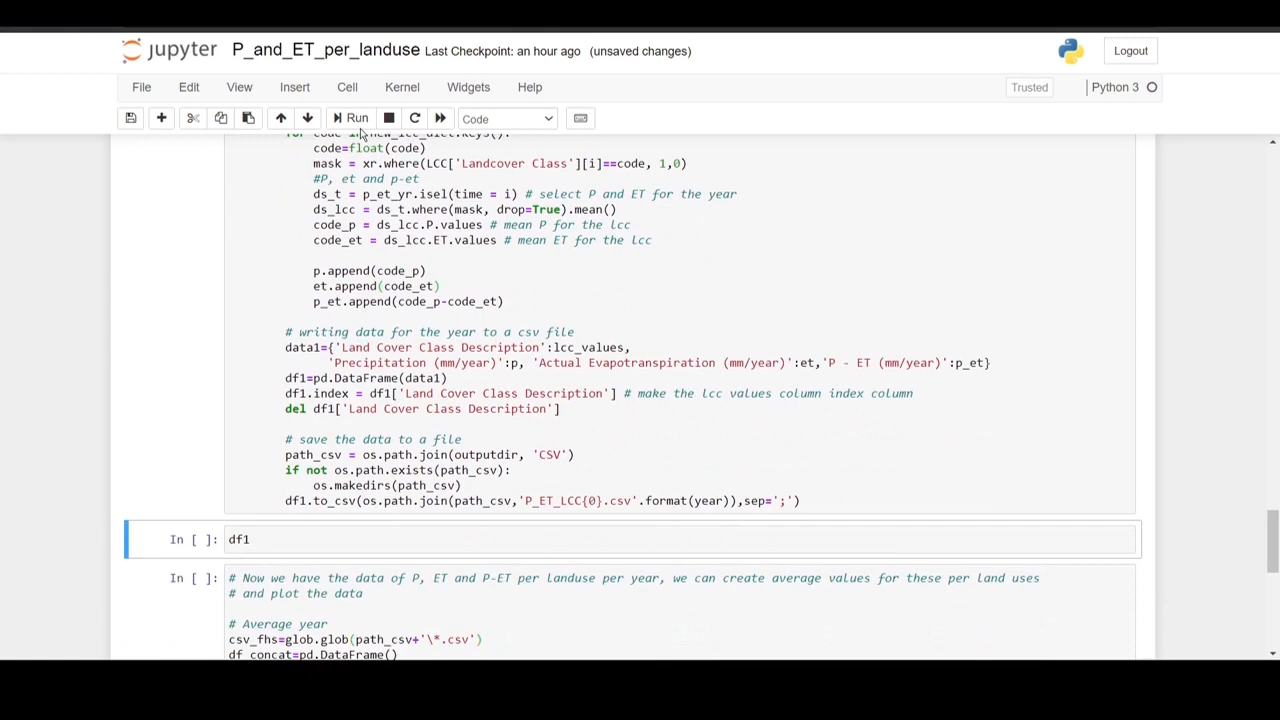 jupyter P_and_ET_per_landuse Last Checkpoint: an hour ago (unsaved changes) Logout
File Edit View Insert Cell Kernel Widgets Help Trusted Python 3
Run Code
for code in new_lcc_dict.keys():
code=float(code)
mask = xr.where(LCC['Landcover Class'][i]==code, 1,0)
#P, et and p-et
ds_t = p_et_yr.isel(time = i) # select P and ET for the year
ds_lcc = ds_t.where(mask, drop=True).mean()
code_p = ds_lcc.P.values # mean P for the lcc
code_et = ds_lcc.ET.values # mean ET for the lcc
p.append(code_p)
et.append(code_et)
p_et.append(code_p-code_et)
# writing data for the year to a csv file
data1={'Land Cover Class Description':lcc_values,
'Precipitation (mm/year)':p, 'Actual Evapotranspiration (mm/year)':et,'P - ET (mm/year)':p_et}
df1=pd.DataFrame(data1)
df1.index = df1['Land Cover Class Description'] # make the lcc values column index column
del df1['Land Cover Class Description']
# save the data to a file
path_csv = os.path.join(outputdir, 'CSV')
if not os.path.exists(path_csv):
os.makedirs(path_csv)
df1.to_csv(os.path.join(path_csv,'P_ET_LCC{0}.csv'.format(year)),sep=';')
In [ ]: df1
In [ ]: # Now we have the data of P, ET and P-ET per landuse per year, we can create average values for these per land uses
# and plot the data
# Average year
csv_fhs=glob.glob(path_csv+'\*.csv')
df_concat=pd.DataFrame()